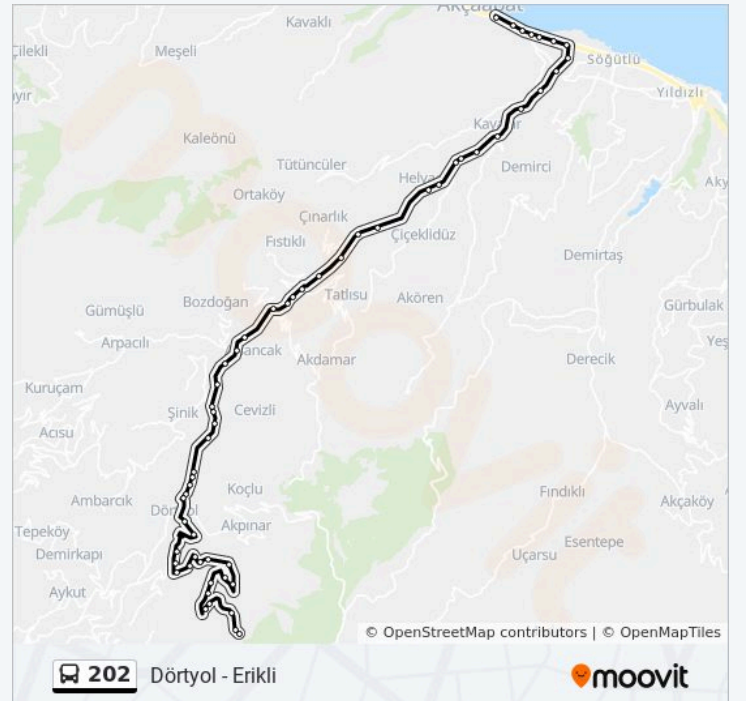 Akçaabat
Kavaklı
Çilekli
Meşeli
Söğütlü
Yıldızlı
Kaleönü
Tütüncüler
Demirci
Ortaköy
Çınarlık
Fıstıklı
Çiçeklidüz
Demirtaş
Gümüşlü
Bozdoğan
Tatlısu
Akören
Gürbulak
Arpacılı
Akdamar
Derecik
Kuruçam
Şinik
Cevizli
Ayvalı
Acısu
Ambarcık
Koçlu
Fındıklı
Akçaköy
Tepeköy
Akpınar
Demirkapı
Uçarsu
Esentepe
Aykut
© OpenStreetMap contributors | © OpenMapTiles
202 Dörtyol - Erikli
moovit